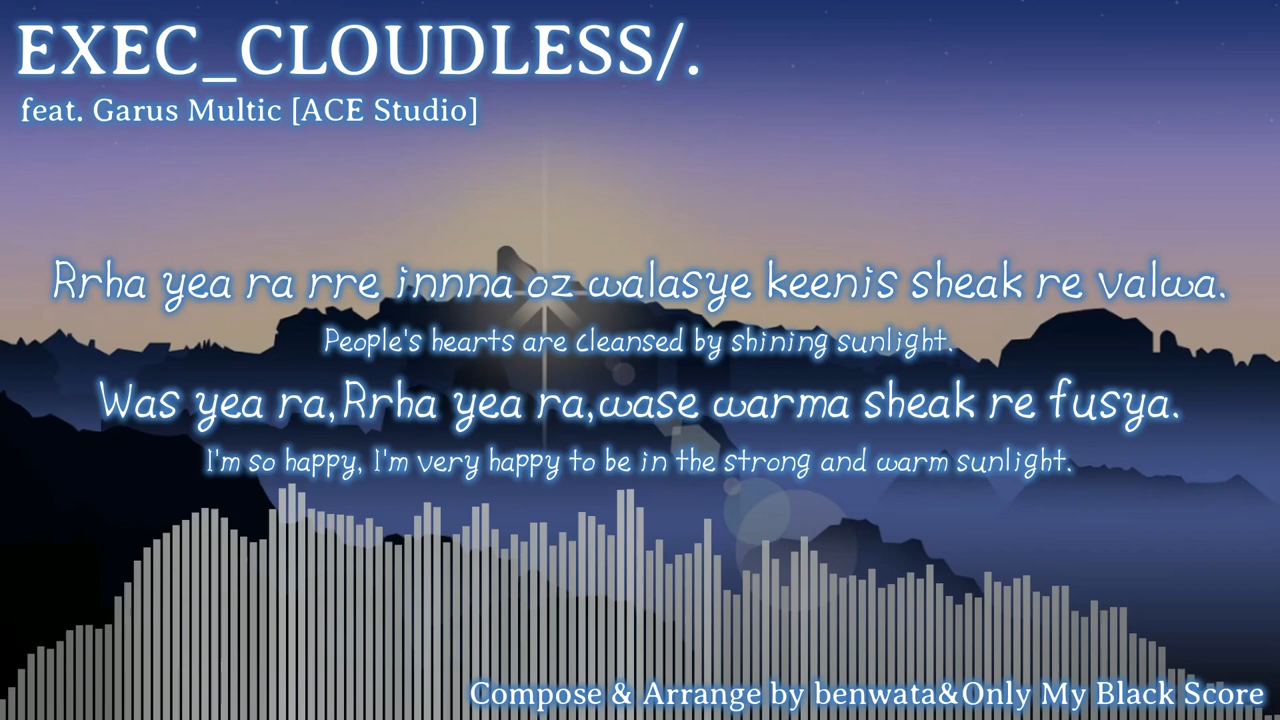 EXEC_CLOUDLESS/.
feat. Garus Multic [ACE Studio]
Rrha yea ra rre innna oz walasye keenis sheak re valwa.
People's hearts are cleansed by shining sunlight.
Was yea ra,Rrha yea ra,wase warma sheak re fusya.
I'm so happy, I'm very happy to be in the strong and warm sunlight.
Compose & Arrange by benwata&Only My Black Score